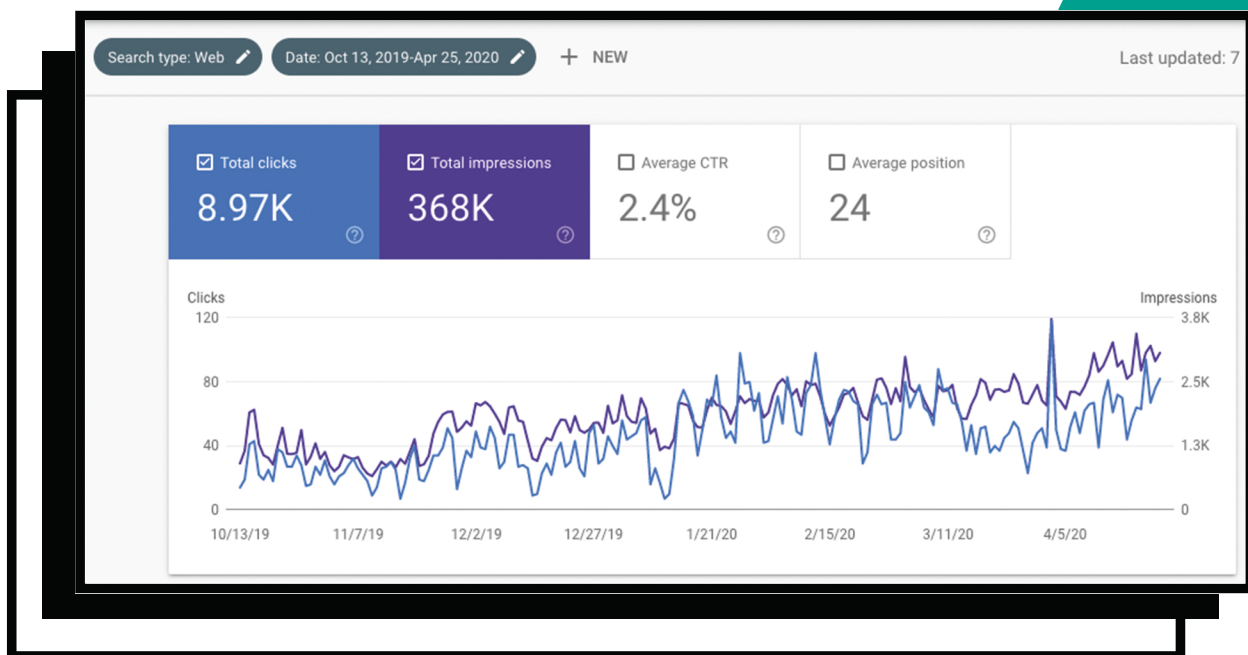 Search type: Web Date: Oct 13, 2019-Apr 25, 2020 + NEW Last updated: 7
Total clicks Total impressions Average CTR Average position
8.97K 368K 2.4% 24
Clicks Impressions
120 3.8K
80 2.5K
40 1.3K
0 0
10/13/19 11/7/19 12/2/19 12/27/19 1/21/20 2/15/20 3/11/20 4/5/20